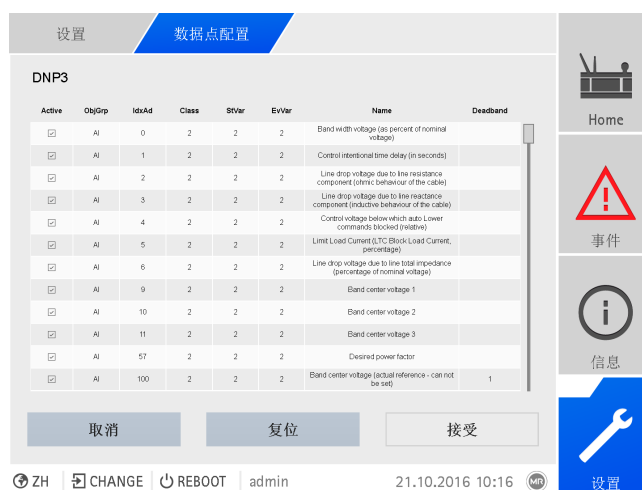 设置 数据点配置
DNP3
Active ObjGrp IdxAd Class StVar EvVar Name Deadband
AI 0 2 2 2 Band width voltage (as percent of nominal
voltage)
AI 1 2 2 2 Control intentional time delay (in seconds)
AI 2 2 2 2 Line drop voltage due to line resistance
component (ohmic behaviour of the cable)
AI 3 2 2 2 Line drop voltage due to line reactance
component (inductive behaviour of the cable)
AI 4 2 2 2 Control voltage below which auto Lower
commands blocked (relative)
AI 5 2 2 2 Limit Load Current (LTC Block Load Current,
percentage)
AI 6 2 2 2 Line drop voltage due to line total impedance
(percentage of nominal voltage)
AI 9 2 2 2 Band center voltage 1
AI 10 2 2 2 Band center voltage 2
AI 11 2 2 2 Band center voltage 3
AI 57 2 2 2 Desired power factor
AI 100 2 2 2 Band center voltage (actual reference - can not
be set) 1
取消 复位 接受
ZH CHANGE REBOOT admin 21.10.2016 10:16 MR
Home
事件
信息
设置